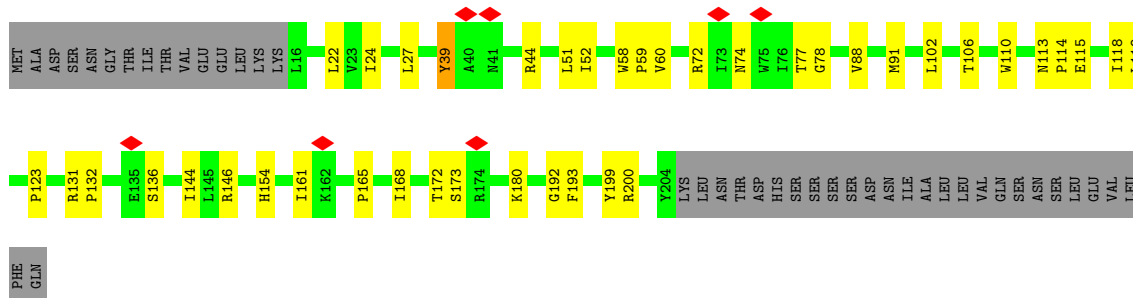 MET ALA ASP SER ASN GLY THR ILE THR VAL GLU GLU LEU LYS LYS L16 L22 V23 I24 L27 Y39 A40 N41 R44 L51 I52 W58 P59 V60 R72 I73 N74 W75 I76 T77 G78 V88 M91 L102 T106 W110 N113 P114 E115 I118
P123 R131 P132 E135 S136 I144 L145 R146 H154 I161 K162 P165 I168 T172 S173 R174 K180 G192 F193 Y199 R200 Y204 LYS LEU ASN THR ASP HIS SER SER SER SER ASP ASN ILE ALA LEU LEU VAL GLN SER ASN SER LEU GLU VAL LEU
PHE GLN